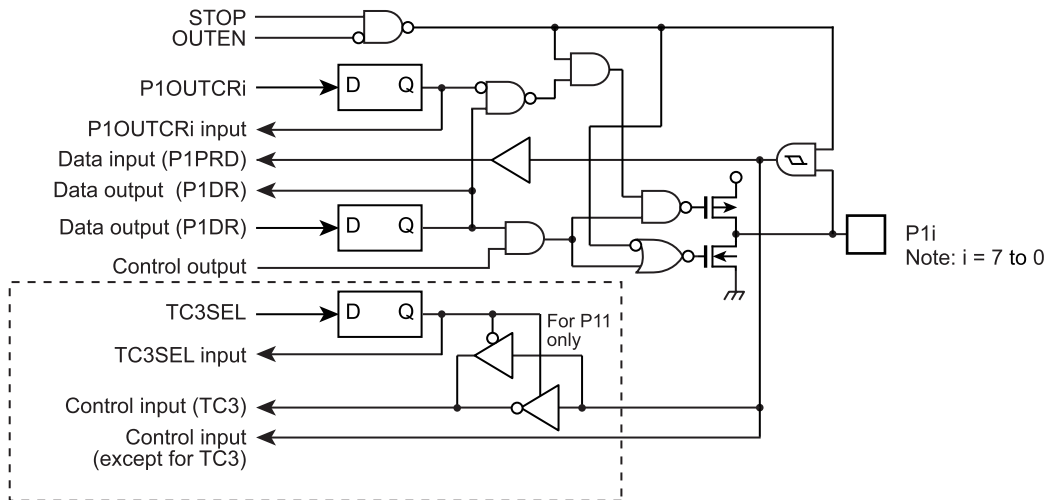 STOP
OUTEN
P1OUTCRi
D Q
P1OUTCRi input
Data input (P1PRD)
Data output (P1DR)
Data output (P1DR)
D Q
Control output
P1i
Note: i = 7 to 0
TC3SEL
D Q
For P11
only
TC3SEL input
Control input (TC3)
Control input
(except for TC3)